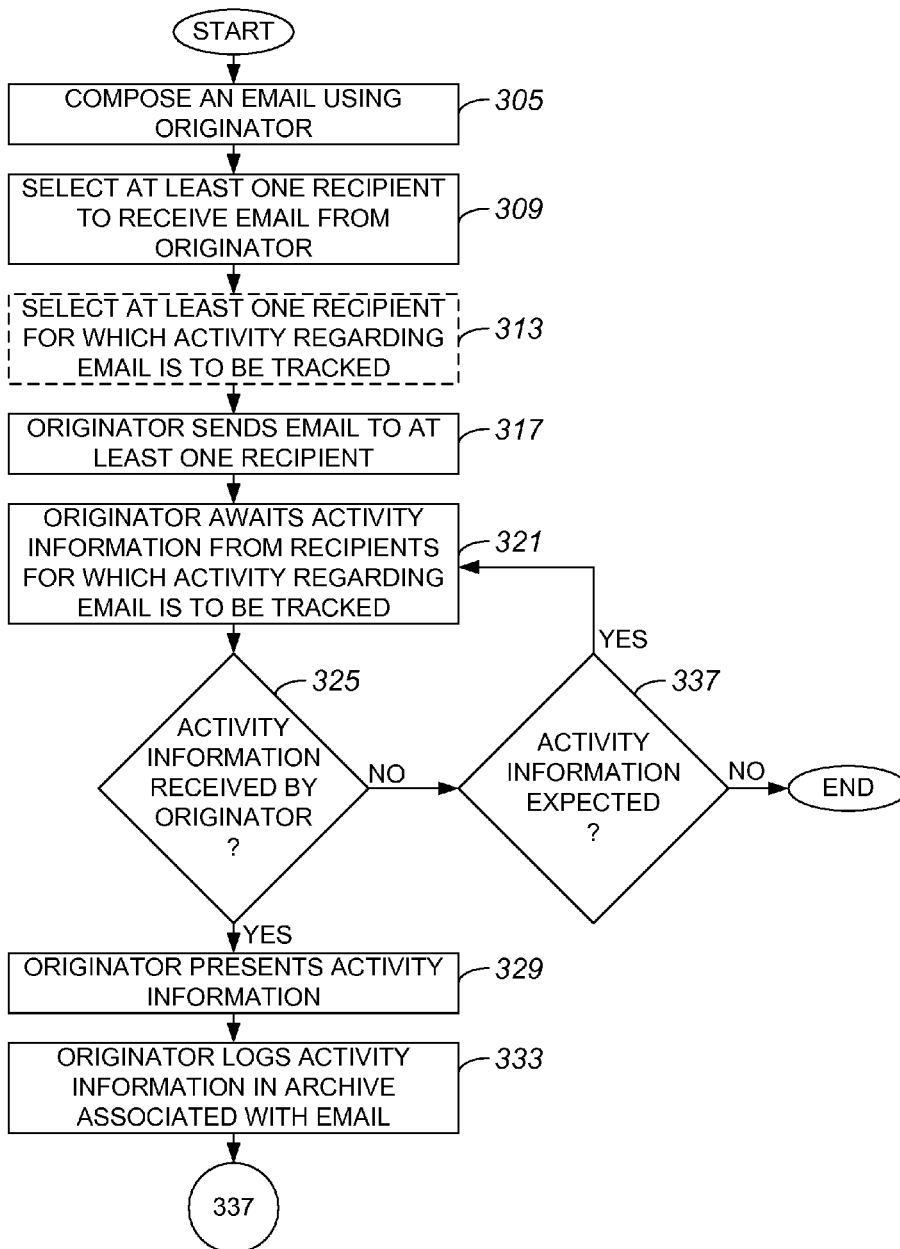 START
COMPOSE AN EMAIL USING
ORIGINATOR
305
SELECT AT LEAST ONE RECIPIENT
TO RECEIVE EMAIL FROM
ORIGINATOR
309
SELECT AT LEAST ONE RECIPIENT
FOR WHICH ACTIVITY REGARDING
EMAIL IS TO BE TRACKED
313
ORIGINATOR SENDS EMAIL TO AT
LEAST ONE RECIPIENT
317
ORIGINATOR AWAITS ACTIVITY
INFORMATION FROM RECIPIENTS
FOR WHICH ACTIVITY REGARDING
EMAIL IS TO BE TRACKED
321
325
ACTIVITY
INFORMATION
RECEIVED BY
ORIGINATOR
?
NO
YES
337
ACTIVITY
INFORMATION
EXPECTED
?
NO
END
YES
ORIGINATOR PRESENTS ACTIVITY
INFORMATION
329
ORIGINATOR LOGS ACTIVITY
INFORMATION IN ARCHIVE
ASSOCIATED WITH EMAIL
333
337